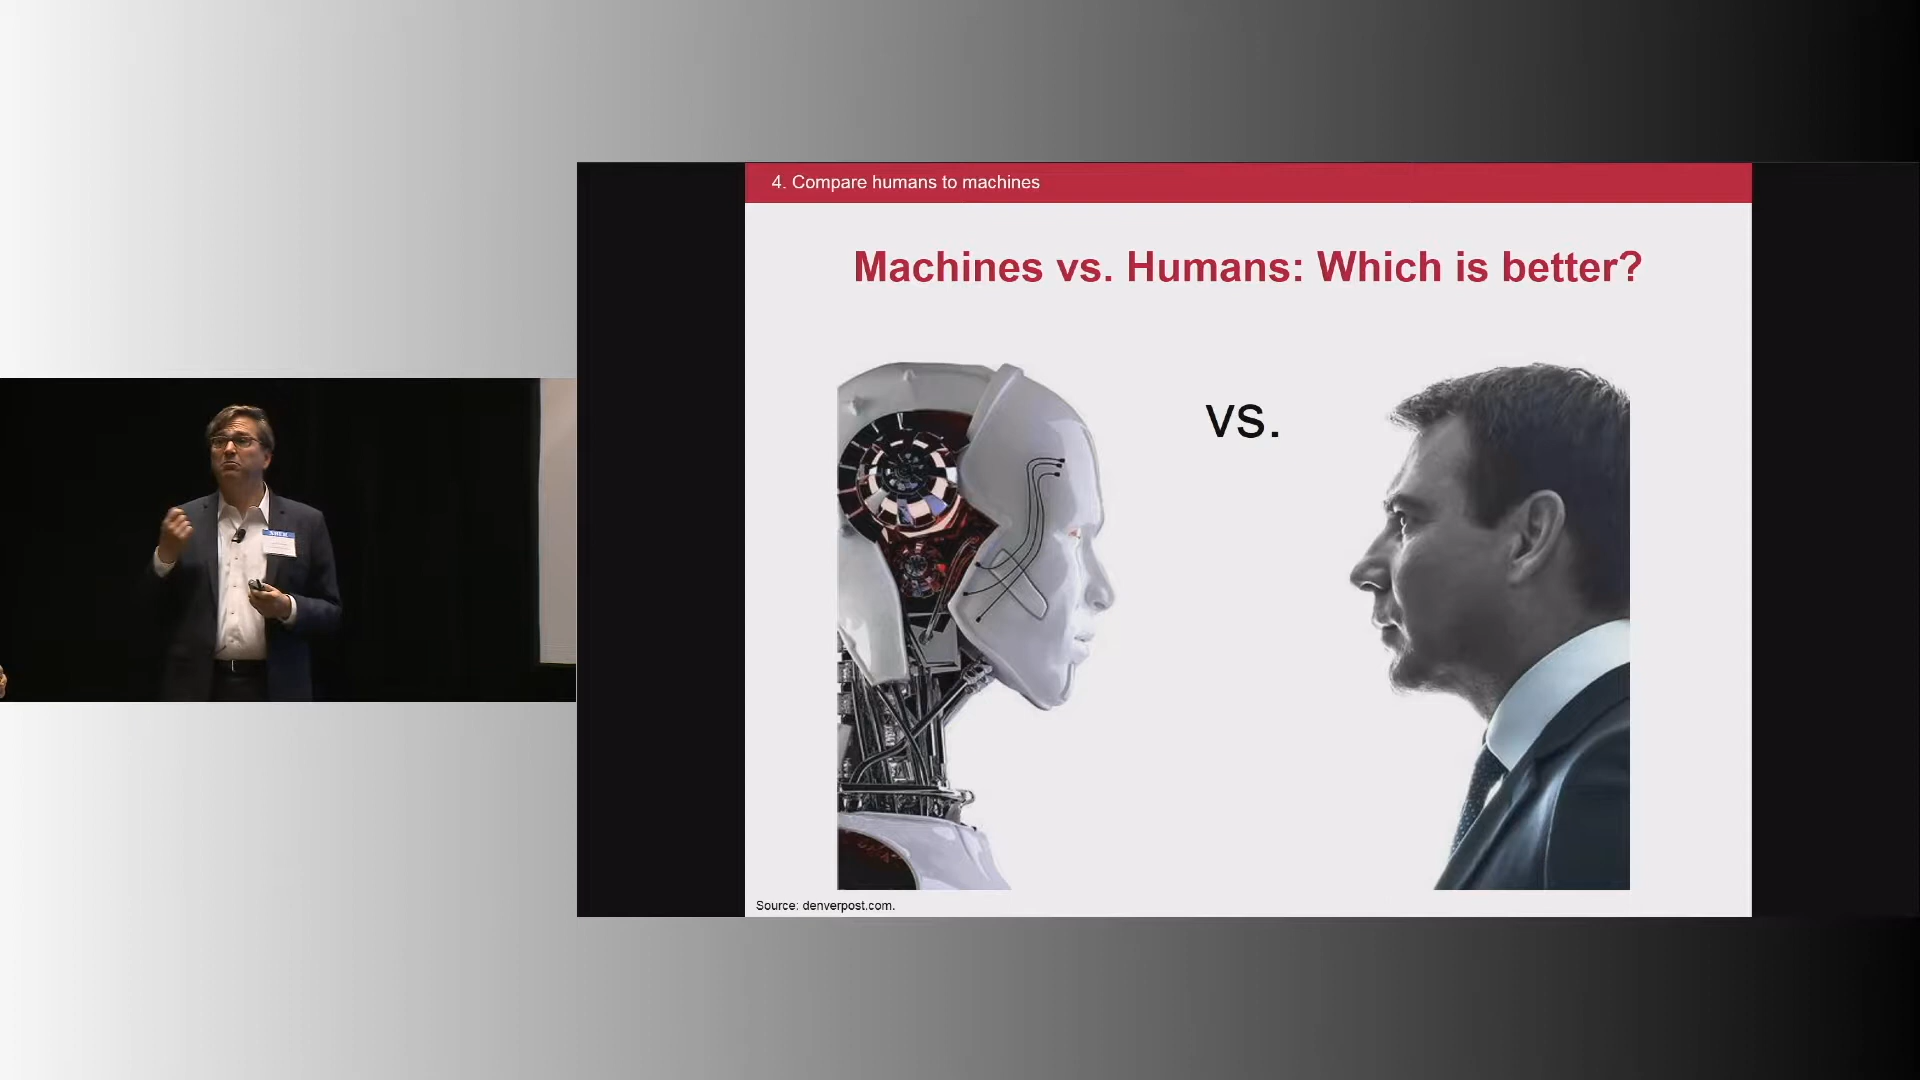 4. Compare humans to machines
Machines vs. Humans: Which is better?
vs.
Source: denverpost.com.